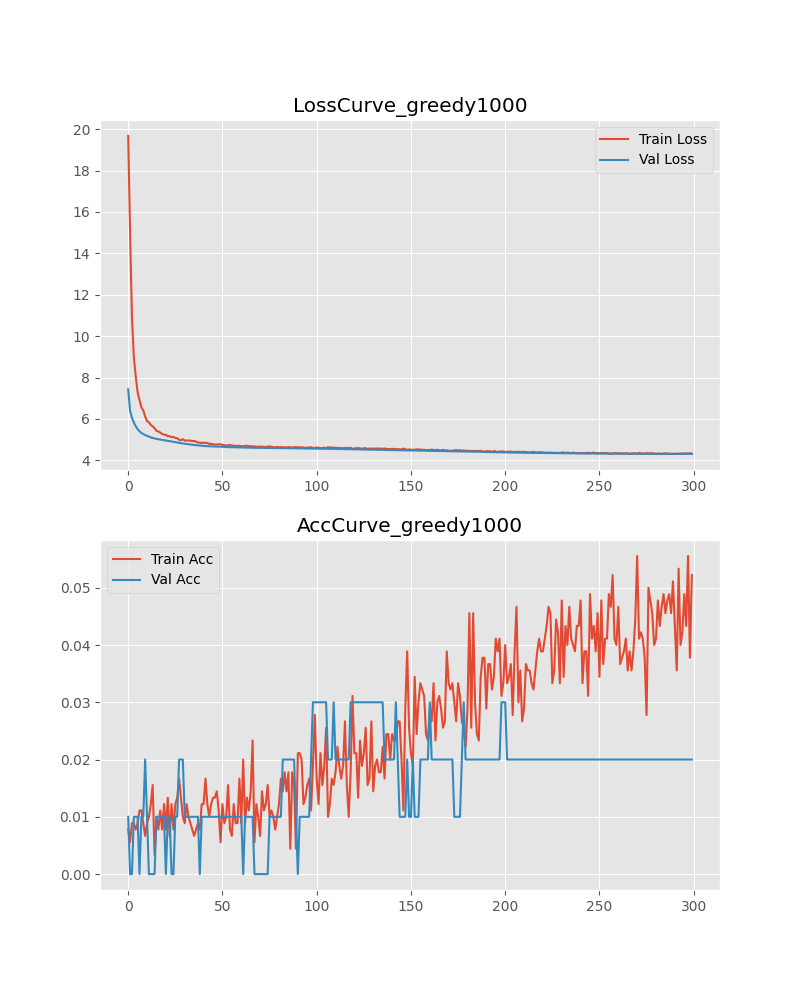 LossCurve_greedy1000
20
18
16
14
12
10
8
6
4
Train Loss
Val Loss
0 50 100 150 200 250 300
AccCurve_greedy1000
Train Acc
Val Acc
0.05
0.04
0.03
0.02
0.01
0.00
0 50 100 150 200 250 300